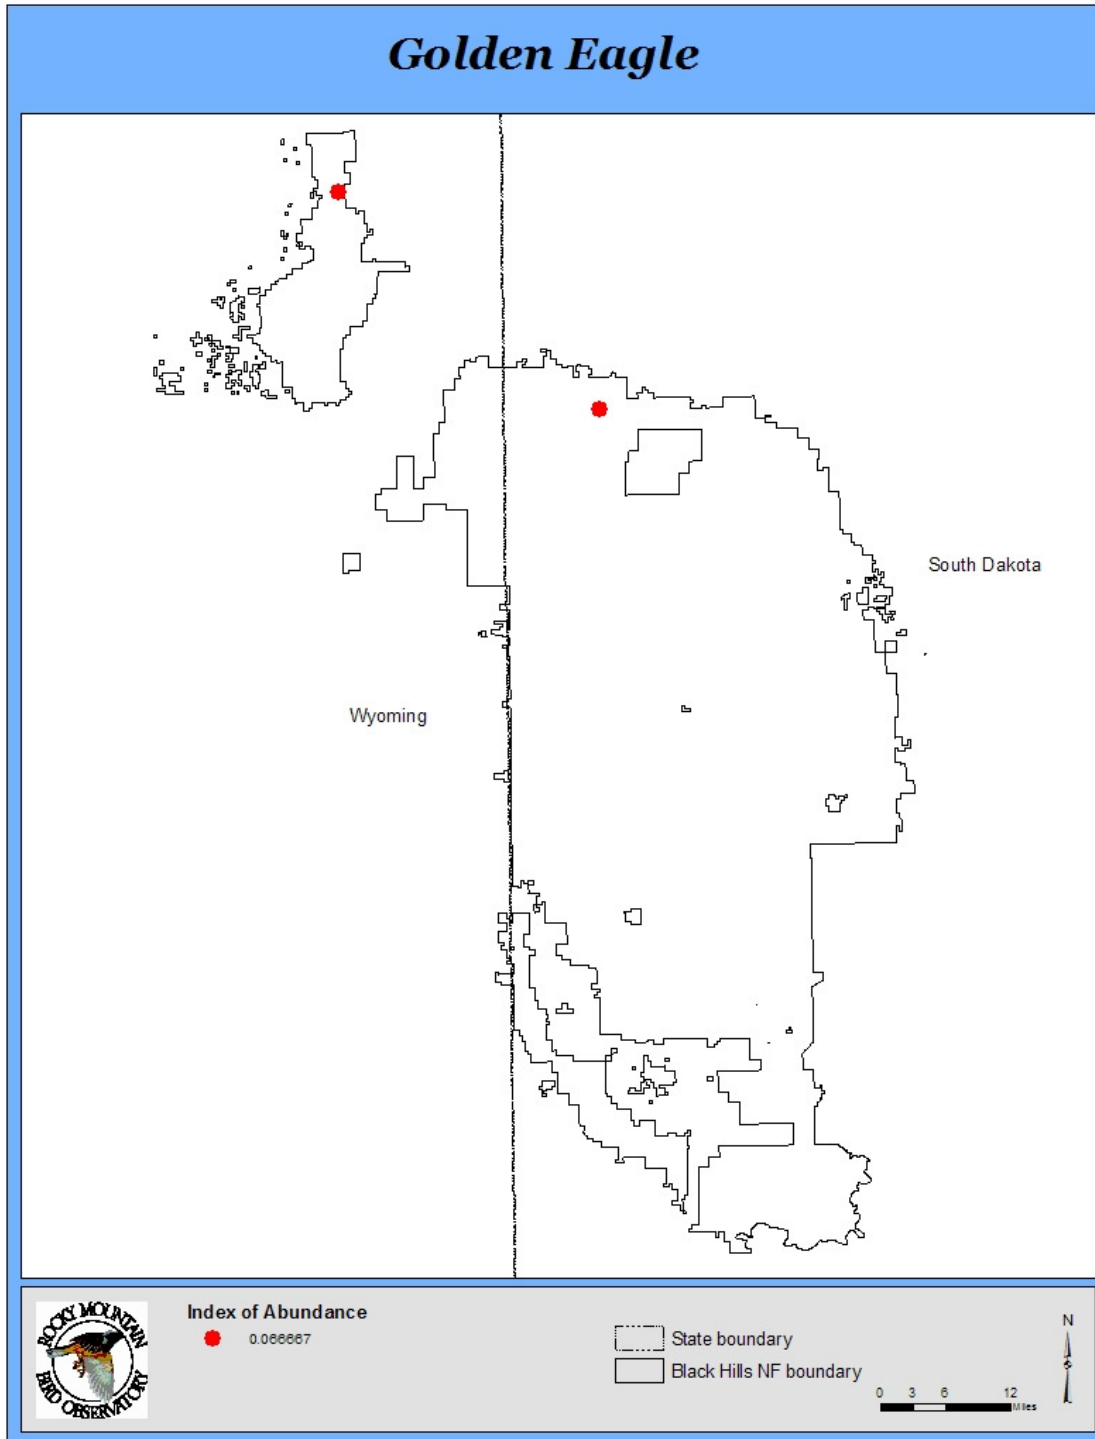 Golden Eagle
South Dakota
Wyoming
Index of Abundance
0.066667
State boundary
Black Hills NF boundary
N
0 3 6 12
Miles
ROCKY MOUNTAIN
BIRD OBSERVATORY